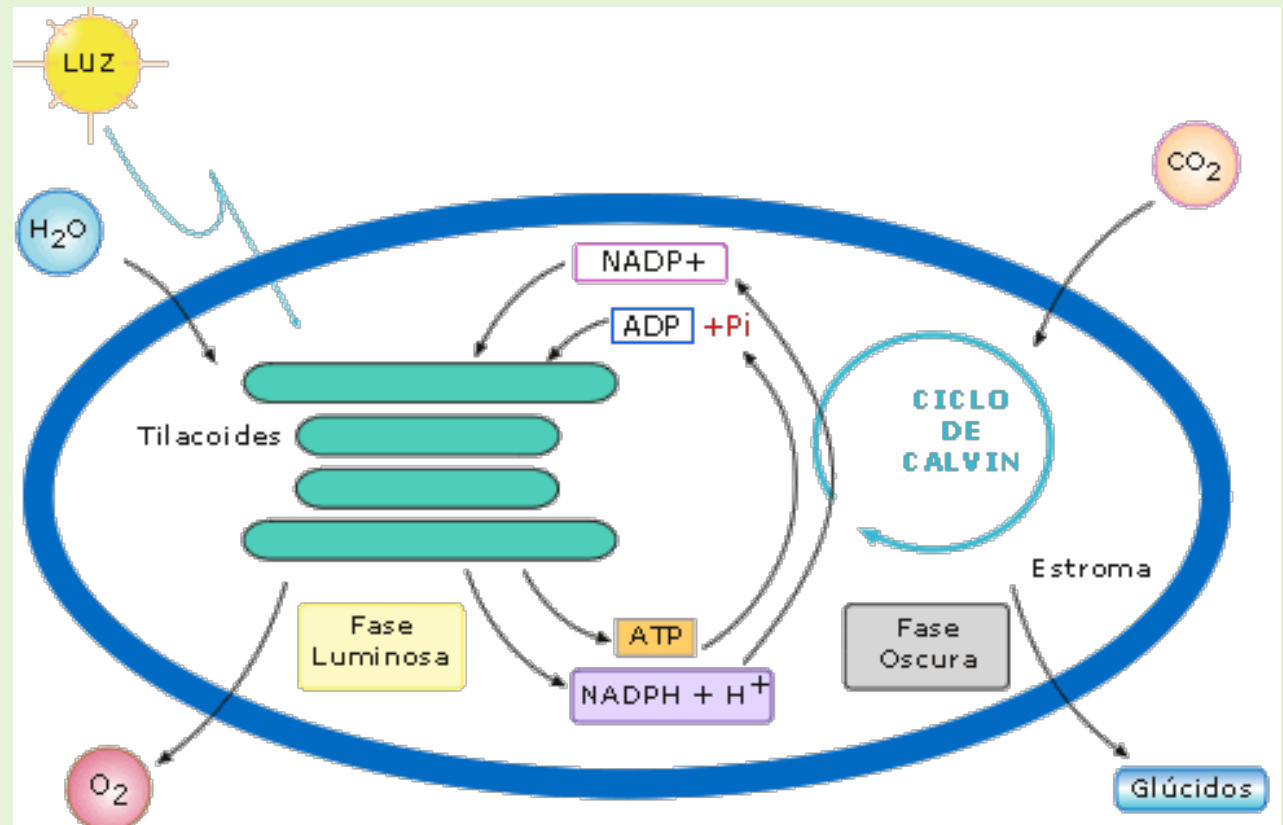 LUZ
CO2
H2O
NADP+
ADP +Pi
CICLO
DE
CALVIN
Tilacoides
Estroma
Fase
Luminosa
ATP
NADPH + H+
Fase
Oscura
O2
Glúcidos